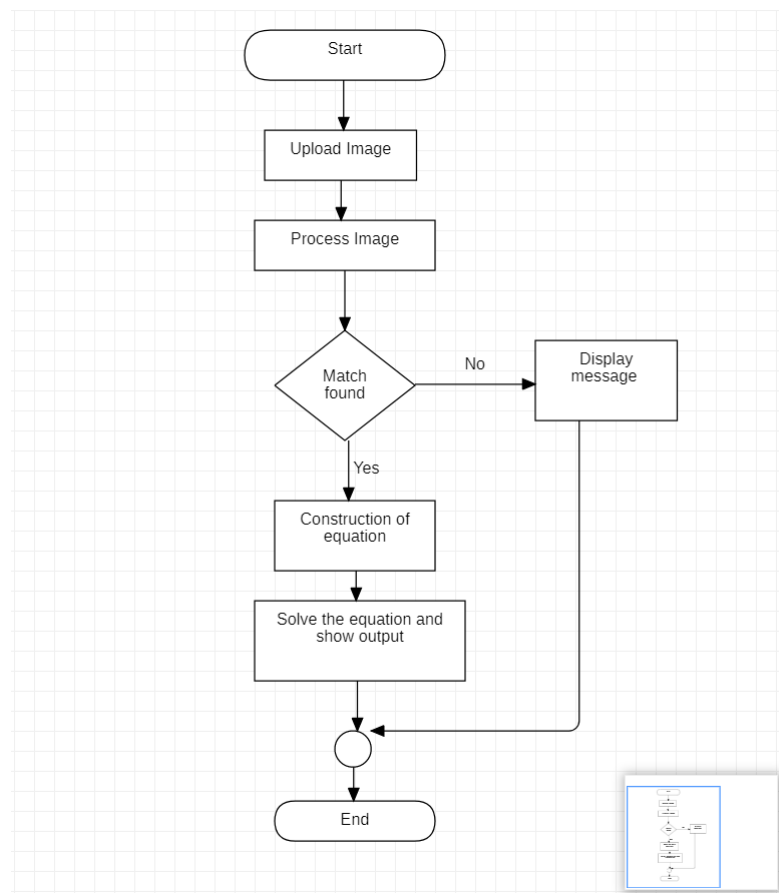 Start
Upload Image
Process Image
Match
found
No
Display
message
Yes
Construction of
equation
Solve the equation and
show output
End